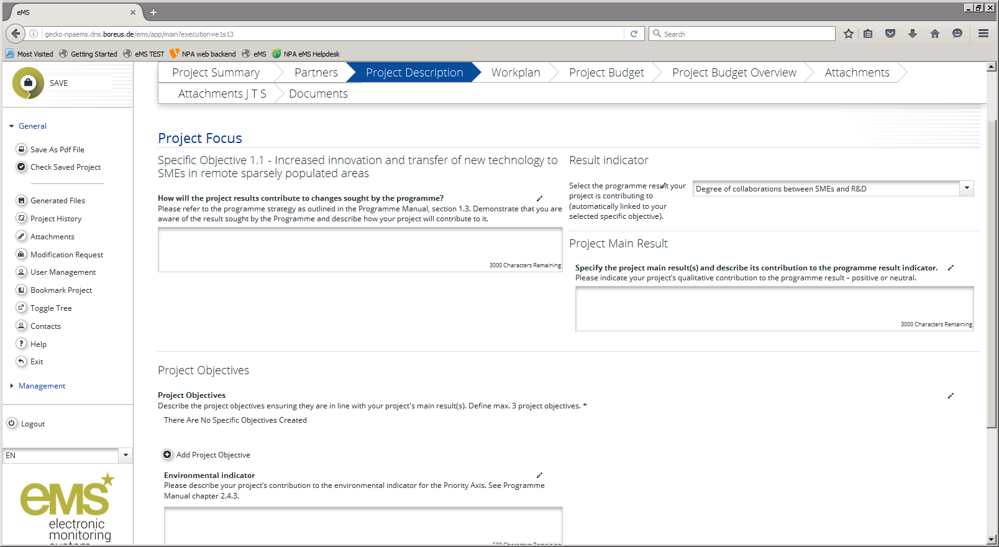 eMS
gecko-npaems.dns.boreus.de/ems/app/main?execution=e1s13
Search
Most Visited
Getting Started
eMS TEST
NPA web backend
eMS
NPA eMS Helpdesk
SAVE
General
Save As Pdf File
Check Saved Project
Generated Files
Project History
Attachments
Modification Request
User Management
Bookmark Project
Toggle Tree
Contacts
Help
Exit
Management
Logout
EN
eMS
electronic
monitoring
system
Project Summary
Partners
Project Description
Workplan
Project Budget
Project Budget Overview
Attachments
Attachments J T S
Documents
Project Focus
Specific Objective 1.1 - Increased innovation and transfer of new technology to
SMEs in remote sparsely populated areas
How will the project results contribute to changes sought by the programme?
Please refer to the programme strategy as outlined in the Programme Manual, section 1.3. Demonstrate that you are
aware of the result sought by the Programme and describe how your project will contribute to it.
3000 Characters Remaining
Result indicator
Select the programme result your
project is contributing to
(automatically linked to your
selected specific objective).
Degree of collaborations between SMEs and R&D
Project Main Result
Specify the project main result(s) and describe its contribution to the programme result indicator.
Please indicate your project's qualitative contribution to the programme result – positive or neutral.
3000 Characters Remaining
Project Objectives
Project Objectives
Describe the project objectives ensuring they are in line with your project's main result(s). Define max. 3 project objectives. *
There Are No Specific Objectives Created
Add Project Objective
Environmental indicator
Please describe your project's contribution to the environmental indicator for the Priority Axis. See Programme
Manual chapter 2.4.3.
500 Characters Remaining